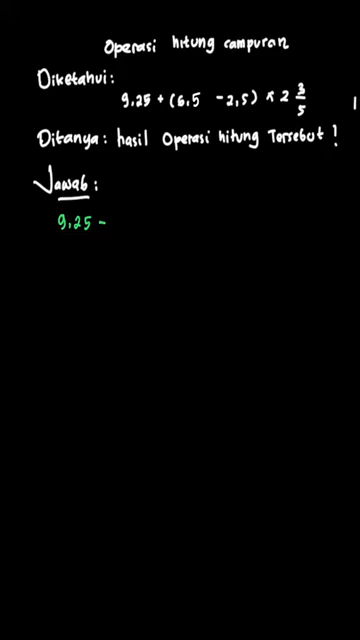 Operasi hitung campuran
Diketahui:
9,25 + (6,5 - 2,5) × 2 3/5
Ditanya: hasil Operasi hitung Tersebut !
Jawab:
9,25 -